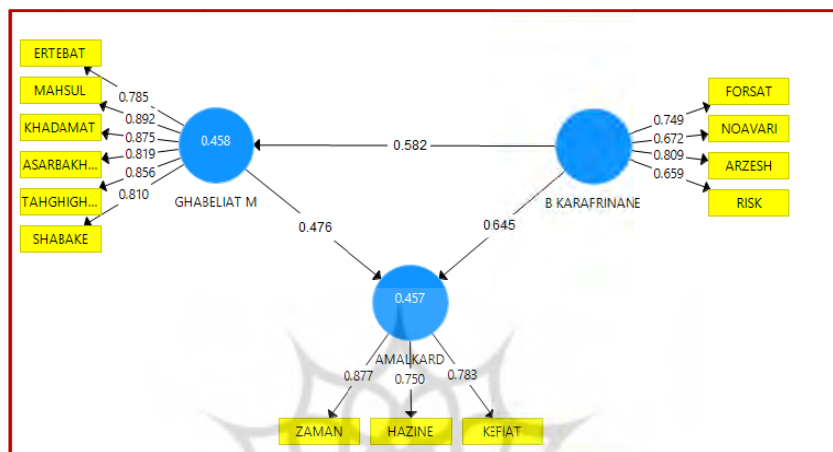 ERTEBAT
MAHSUL
KHADAMAT
ASARBAKH...
TAHGHIGH...
SHABAKE
0.785
0.892
0.875
0.819
0.856
0.810
0.458
GHABELIAT M
0.582
B KARAFRINANE
0.749
0.672
0.809
0.659
FORSAT
NOAVARI
ARZESH
RISK
0.476
0.645
0.457
AMALKARD
0.877
0.750
0.783
ZAMAN
HAZINE
KEFIAT